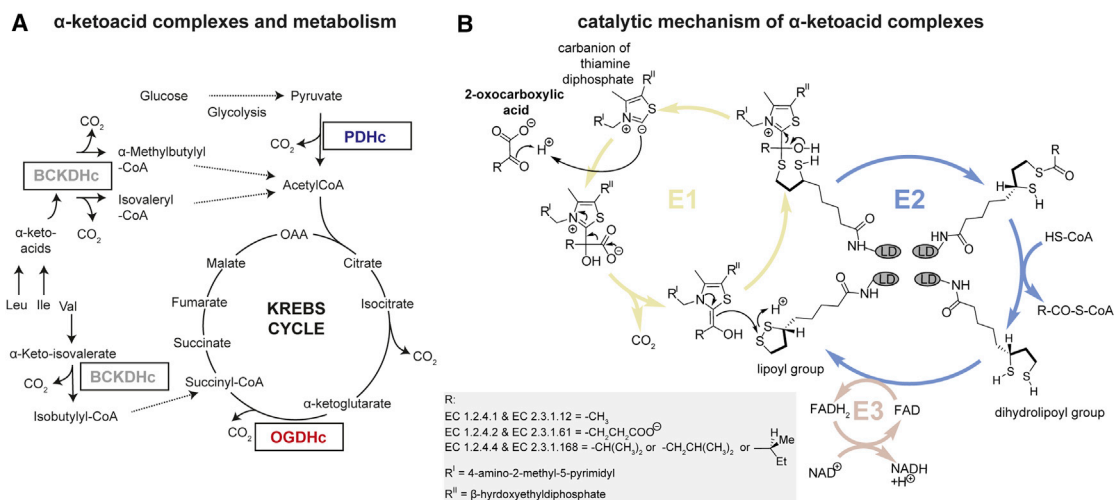 A
α-ketoacid complexes and metabolism
Glucose
Pyruvate
Glycolysis
CO2
PDHc
CO2
BCKDHc
α-Methylbutylyl
-CoA
Isovaleryl
-CoA
CO2
AcetylCoA
α-keto-
acids
Leu
Ile
Val
OAA
Malate
Citrate
Fumarate
Isocitrate
KREBS
CYCLE
Succinate
CO2
α-Keto-isovalerate
CO2
BCKDHc
Isobutylyl-CoA
Succinyl-CoA
α-ketoglutarate
CO2
OGDHc
B
catalytic mechanism of α-ketoacid complexes
carbanion of
thiamine
diphosphate
2-oxocarboxylic
acid
E1
E2
HS-CoA
R-CO-S-CoA
LD
LD
LD
LD
CO2
lipoyl group
dihydrolipoyl group
E3
FADH2
FAD
NAD⊕
NADH
+H⊕
R:
EC 1.2.4.1 & EC 2.3.1.12 = -CH3
EC 1.2.4.2 & EC 2.3.1.61 = -CH2CH2COO⊖
EC 1.2.4.4 & EC 2.3.1.168 = -CH(CH3)2 or -CH2CH(CH3)2 or
H
Me
Et
RI = 4-amino-2-methyl-5-pyrimidyl
RII = β-hyrdoxyethyldiphosphate